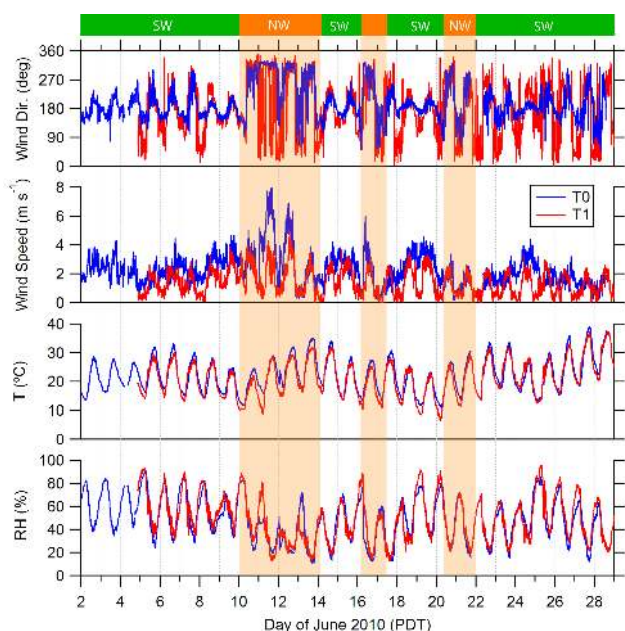 SW NW SW SW NW SW
360
270
180
90
0
Wind Dir. (deg)
8
6
4
2
0
Wind Speed (m s⁻¹)
T0
T1
40
30
20
10
0
T (ºC)
100
80
60
40
20
0
RH (%)
2 4 6 8 10 12 14 16 18 20 22 24 26 28
Day of June 2010 (PDT)